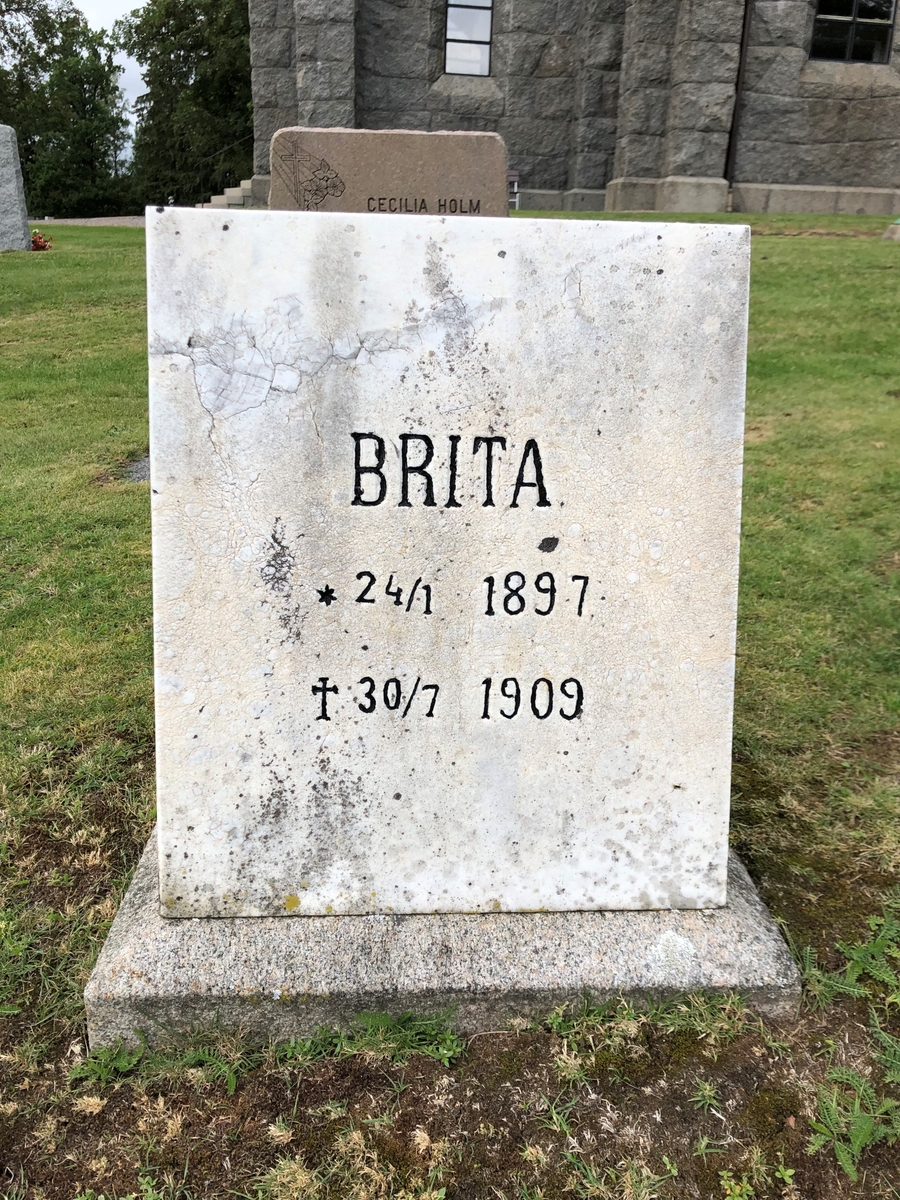 CECILIA HOLM
BRITA
* 24/1 1897
† 30/7 1909